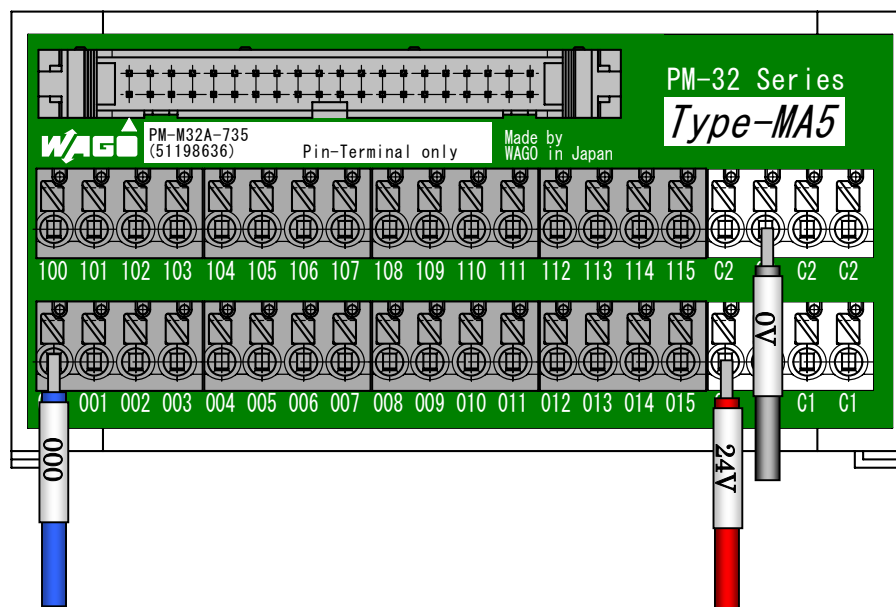 PM-32 Series
Type-MA5
WAGO
PM-M32A-735
(51198636) Pin-Terminal only
Made by
WAGO in Japan
100 101 102 103 104 105 106 107 108 109 110 111 112 113 114 115 C2 C2 C2
0V
001 002 003 004 005 006 007 008 009 010 011 012 013 014 015 C1 C1
000
24V